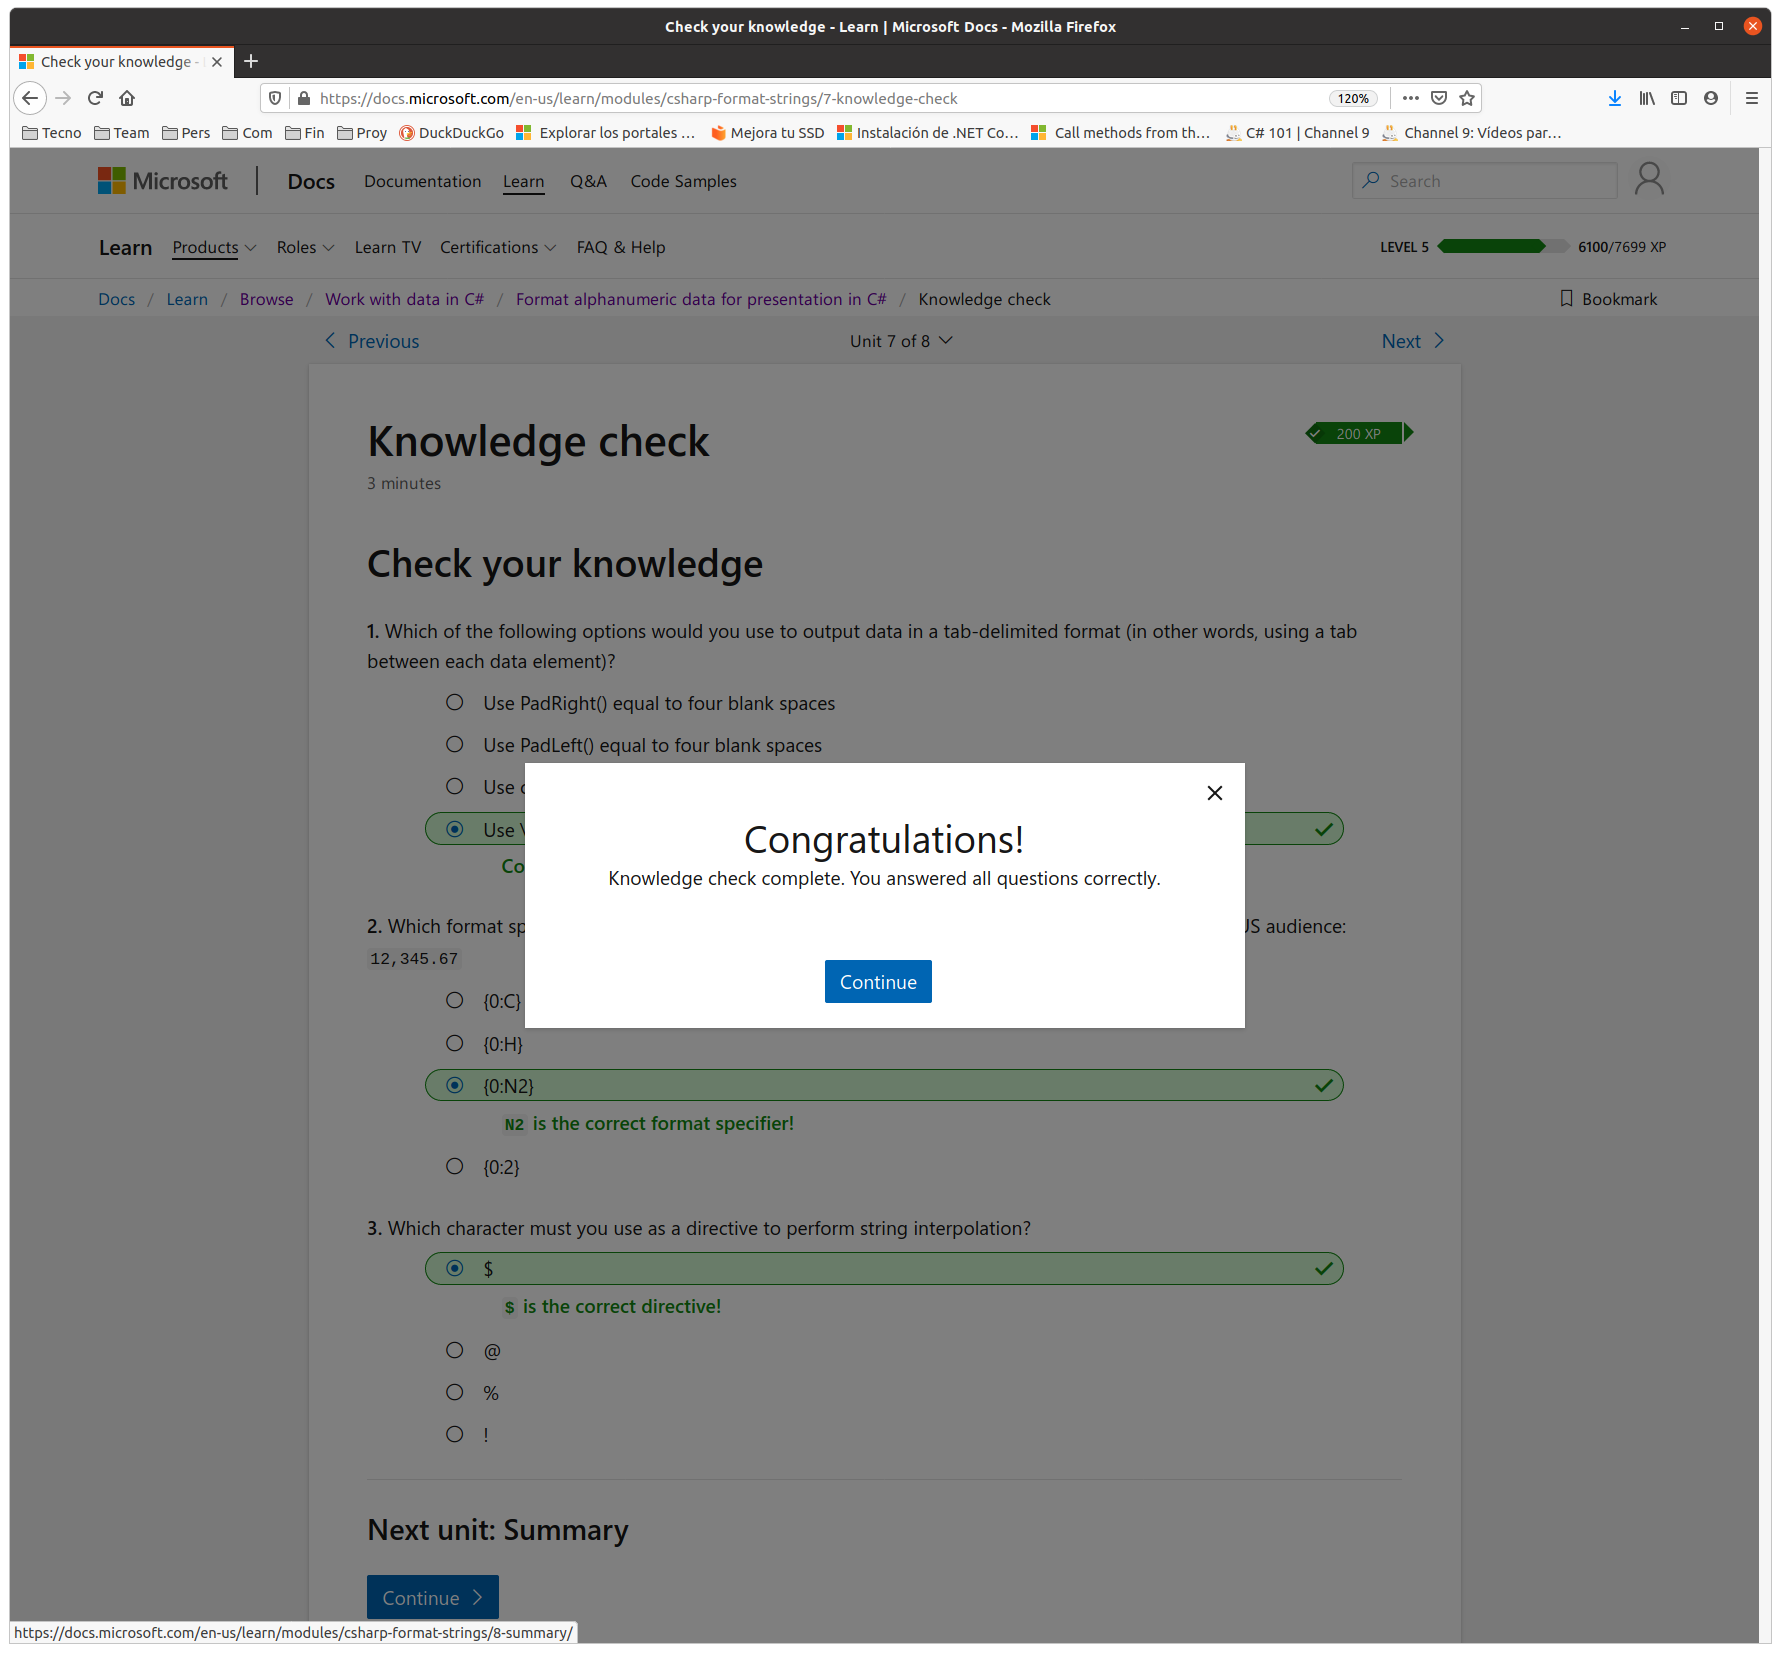 Check your knowledge - Learn | Microsoft Docs - Mozilla Firefox
Check your knowledge -
https://docs.microsoft.com/en-us/learn/modules/csharp-format-strings/7-knowledge-check
120%
Tecno Team Pers Com Fin Proy DuckDuckGo Explorar los portales ... Mejora tu SSD Instalación de .NET Co... Call methods from th... C# 101 | Channel 9 Channel 9: Vídeos par...
Microsoft Docs Documentation Learn Q&A Code Samples Search
Learn Products Roles Learn TV Certifications FAQ & Help LEVEL 5 6100/7699 XP
Docs / Learn / Browse / Work with data in C# / Format alphanumeric data for presentation in C# / Knowledge check Bookmark
Previous Unit 7 of 8 Next
Knowledge check
200 XP
3 minutes
Check your knowledge
1. Which of the following options would you use to output data in a tab-delimited format (in other words, using a tab
between each data element)?
Use PadRight() equal to four blank spaces
Use PadLeft() equal to four blank spaces
Use
Use
Congratulations!
Knowledge check complete. You answered all questions correctly.
Continue
2. Which format US audience:
12,345.67
{0:C}
{0:H}
{0:N2}
N2 is the correct format specifier!
{0:2}
3. Which character must you use as a directive to perform string interpolation?
$
$ is the correct directive!
@
%
!
Next unit: Summary
Continue
https://docs.microsoft.com/en-us/learn/modules/csharp-format-strings/8-summary/